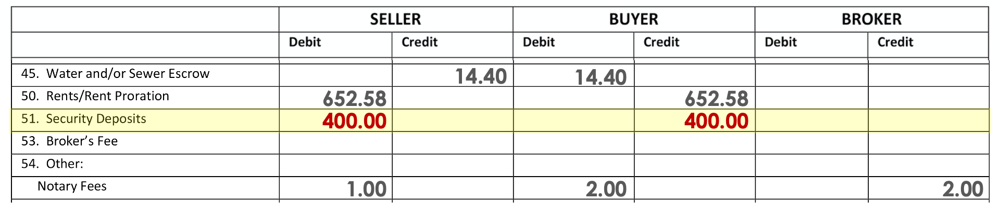 SELLER BUYER BROKER
Debit Credit Debit Credit Debit Credit
45. Water and/or Sewer Escrow 14.40 14.40
50. Rents/Rent Proration 652.58 652.58
51. Security Deposits 400.00 400.00
53. Broker’s Fee
54. Other:
Notary Fees 1.00 2.00 2.00